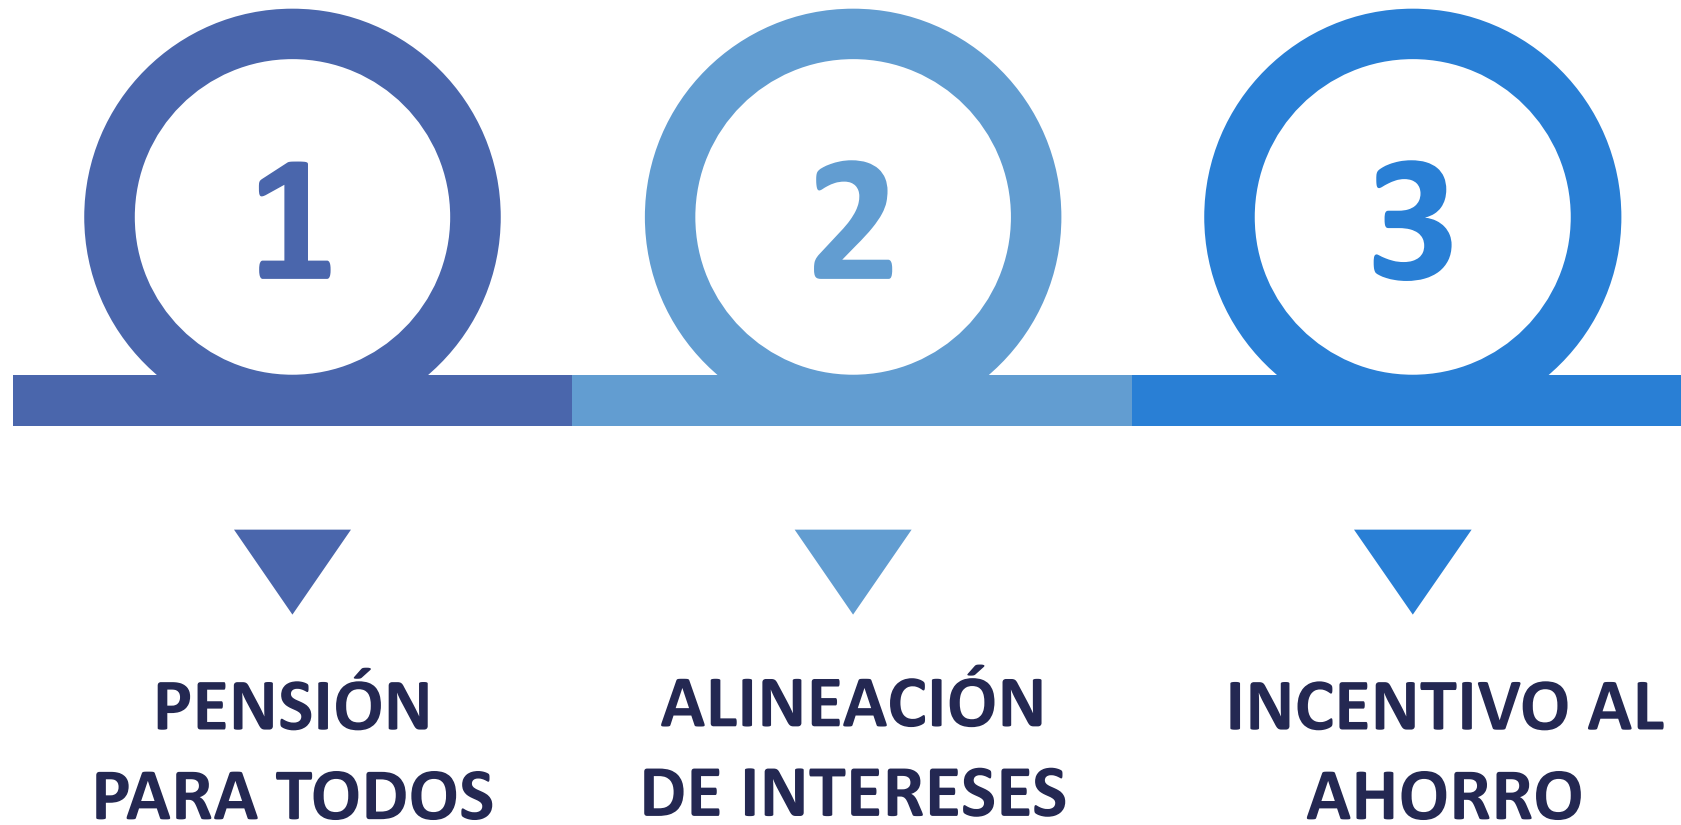 1
2
3
PENSIÓN
PARA TODOS
ALINEACIÓN
DE INTERESES
INCENTIVO AL
AHORRO